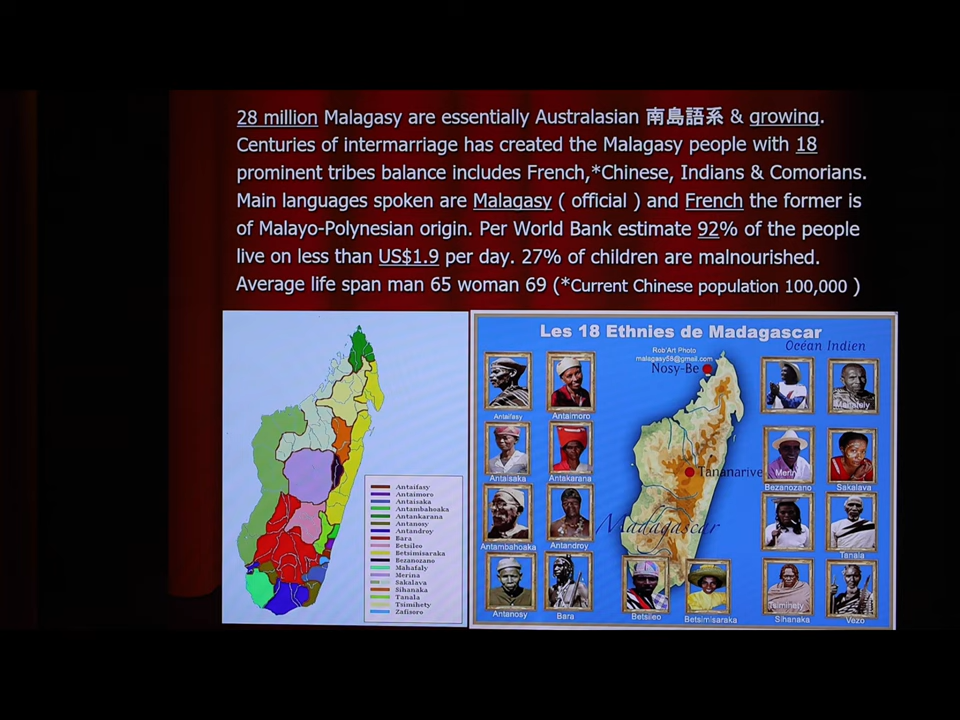 28 million Malagasy are essentially Australasian 南島語系 & growing.
Centuries of intermarriage has created the Malagasy people with 18
prominent tribes balance includes French,*Chinese, Indians & Comorians.
Main languages spoken are Malagasy ( official ) and French the former is
of Malayo-Polynesian origin. Per World Bank estimate 92% of the people
live on less than US$1.9 per day. 27% of children are malnourished.
Average life span man 65 woman 69 (*Current Chinese population 100,000 )
Antaifasy
Antaimoro
Antaisaka
Antambahoaka
Antankarana
Antanosy
Antandroy
Bara
Betsileo
Betsimisaraka
Bezanozano
Mahafaly
Merina
Sakalava
Sihanaka
Tanala
Tsimihety
Zafisoro
Les 18 Ethnies de Madagascar
Océan Indien
Rob'Art Photo
malagasy58@gmail.com
Nosy-Be
Tananarive
Madagascar
Antaifasy
Antaimoro
Antaisaka
Antakarana
Antambahoaka
Antandroy
Antanosy
Bara
Betsileo
Betsimisaraka
Bezanozano
Sakalava
Tanala
Tsimihety
Sihanaka
Vezo